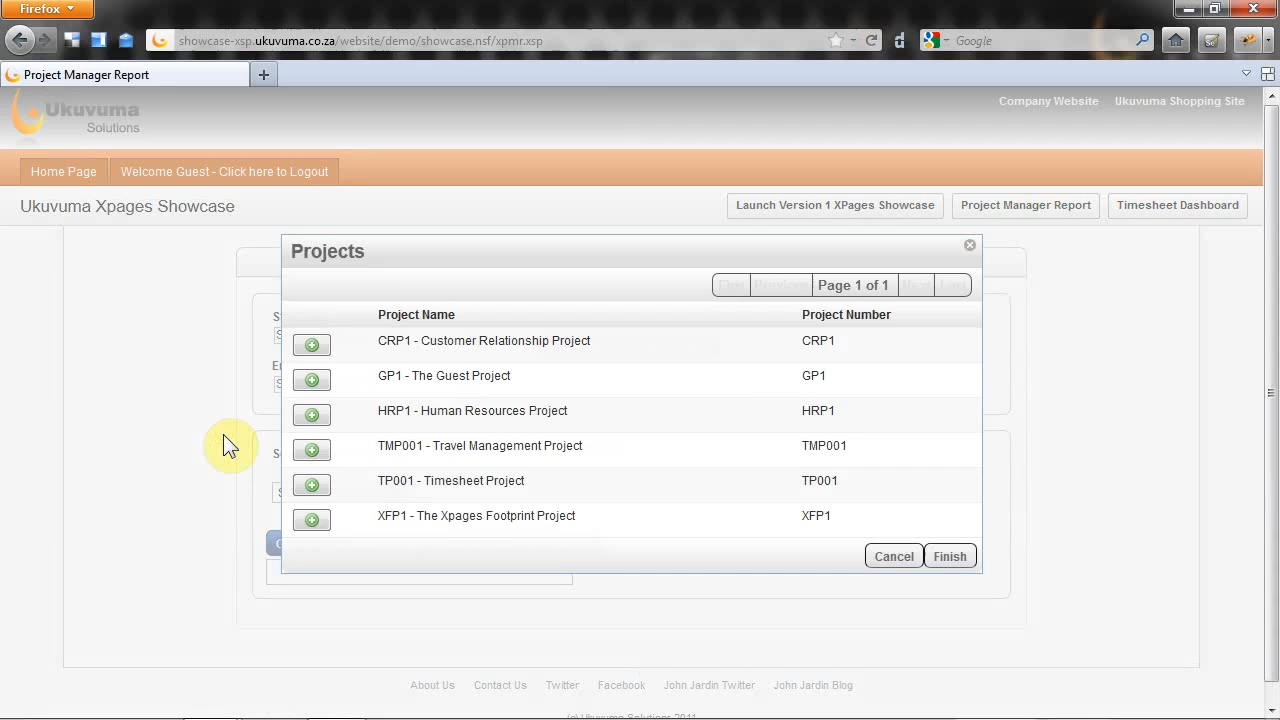 Firefox
showcase-xsp.ukuvuma.co.za/website/demo/showcase.nsf/xpmr.xsp
Google
Project Manager Report
Ukuvuma
Solutions
Company Website
Ukuvuma Shopping Site
Home Page
Welcome Guest - Click here to Logout
Ukuvuma Xpages Showcase
Launch Version 1 XPages Showcase
Project Manager Report
Timesheet Dashboard
Projects
First Previous Page 1 of 1 Next Last
Project Name Project Number
CRP1 - Customer Relationship Project CRP1
GP1 - The Guest Project GP1
HRP1 - Human Resources Project HRP1
TMP001 - Travel Management Project TMP001
TP001 - Timesheet Project TP001
XFP1 - The Xpages Footprint Project XFP1
Cancel Finish
About Us Contact Us Twitter Facebook John Jardin Twitter John Jardin Blog
(c) Ukuvuma Solutions 2011